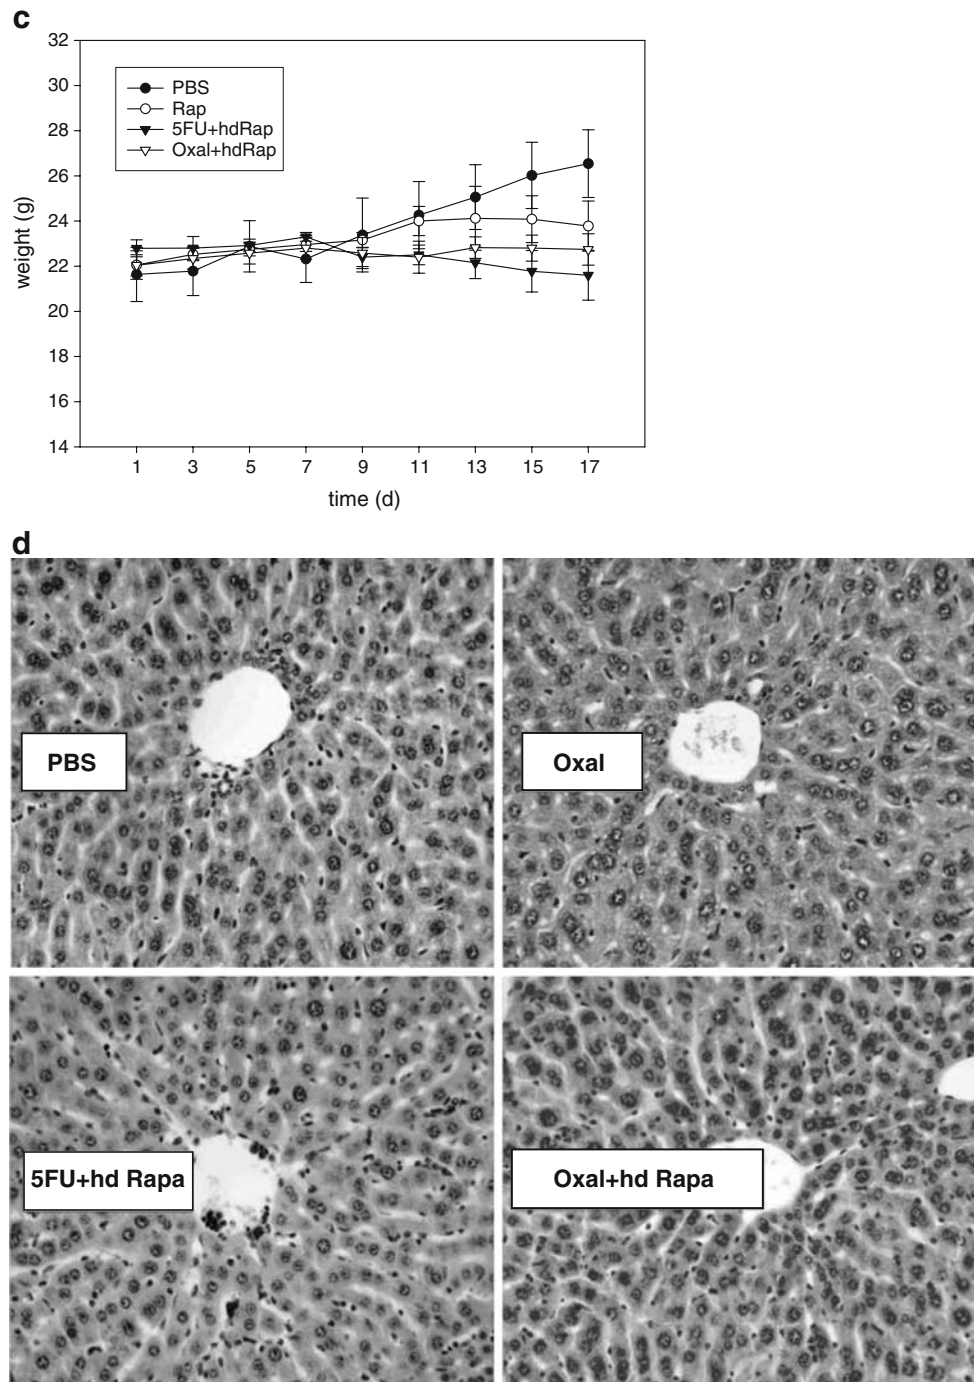 c
32
30
28
26
24
22
20
18
16
14
weight (g)
PBS
Rap
5FU+hdRap
Oxal+hdRap
1 3 5 7 9 11 13 15 17
time (d)
d
PBS
Oxal
5FU+hd Rapa
Oxal+hd Rapa